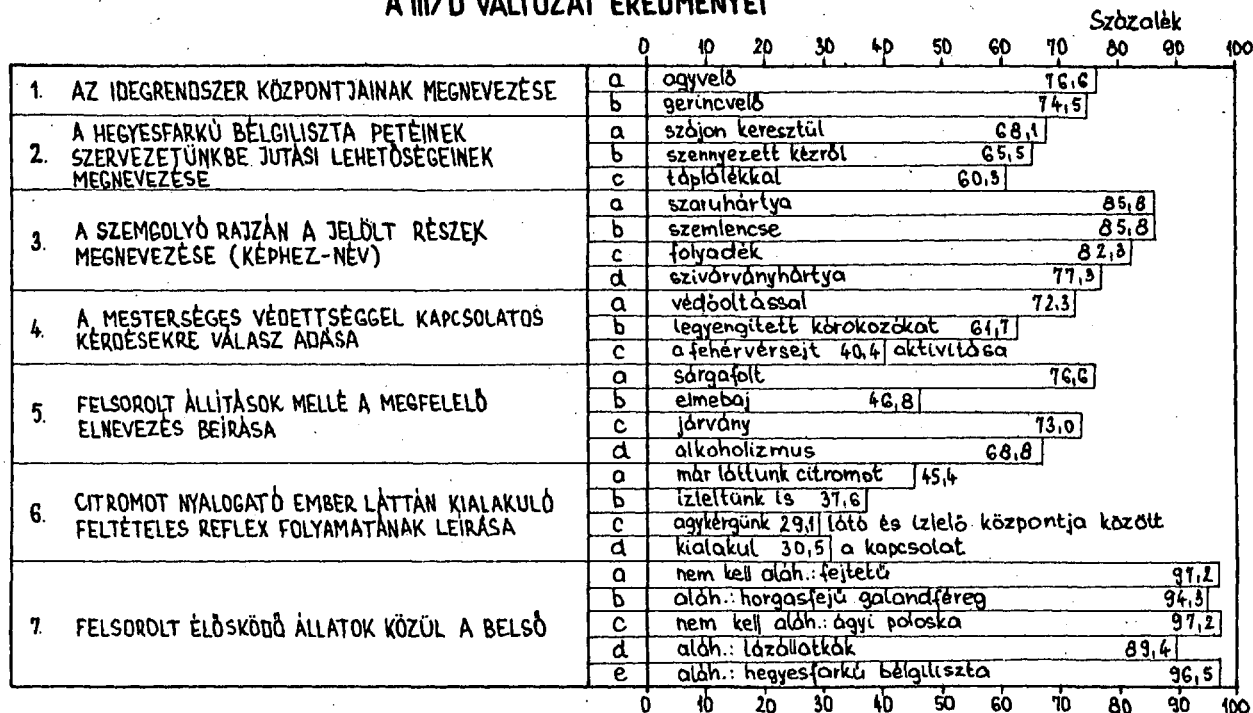 A III/D VÁLTOZAT EREDMÉNYEI
Százalék
0 10 20 30 40 50 60 70 80 90 100
1. AZ IDEGRENDSZER KÖZPONTJAINAK MEGNEVEZÉSE
a agyvelő 76,6
b gerincvelő 74,5
2. A HEGYESFARKÚ BÉLGILISZTA PETÉINEK
SZERVEZETÜNKBE JUTÁSI LEHETŐSÉGEINEK
MEGNEVEZÉSE
a szájon keresztül 68,1
b szennyezett kézről 65,5
c táplálékkal 60,3
3. A SZEMGOLYÓ RAJZÁN A JELÖLT RÉSZEK
MEGNEVEZÉSE (KÉPHEZ-NÉV)
a szaruhártya 85,8
b szemlencse 85,8
c folyadék 82,3
d szivárványhártya 77,3
4. A MESTERSÉGES VÉDETTSÉGGEL KAPCSOLATOS
KÉRDÉSEKRE VÁLASZ ADÁSA
a védőoltással 72.3
b legyengített kórokozókat 61,7
c a fehérvérsejt 40,4 aktivitása
5. FELSOROLT ÁLLÍTÁSOK MELLÉ A MEGFELELŐ
ELNEVEZÉS BEÍRÁSA
a sárgafolt 76,6
b elmebaj 46,8
c járvány 73,0
d alkoholizmus 68,8
6. CITROMOT NYALOGATÓ EMBER LÁTTÁN KIALAKULÓ
FELTÉTELES REFLEX FOLYAMATÁNAK LEÍRÁSA
a már láttunk citromot 45,4
b ízleltünk is 37,6
c agykérgünk 29,1 látó és ízlelő központja között
d kialakul 30,5 a kapcsolat
7. FELSOROLT ÉLŐSKÖDŐ ÁLLATOK KÖZÜL A BELSŐ
a nem kell aláh.: fejtetű 97,2
b aláh.: horgasfejű galandféreg 94,3
c nem kell aláh.: ágyi poloska 97,2
d aláh.: lázállatkák 89,4
e aláh.: hegyesfarkú bélgiliszta 96,5
0 10 20 30 40 50 60 70 80 90 100